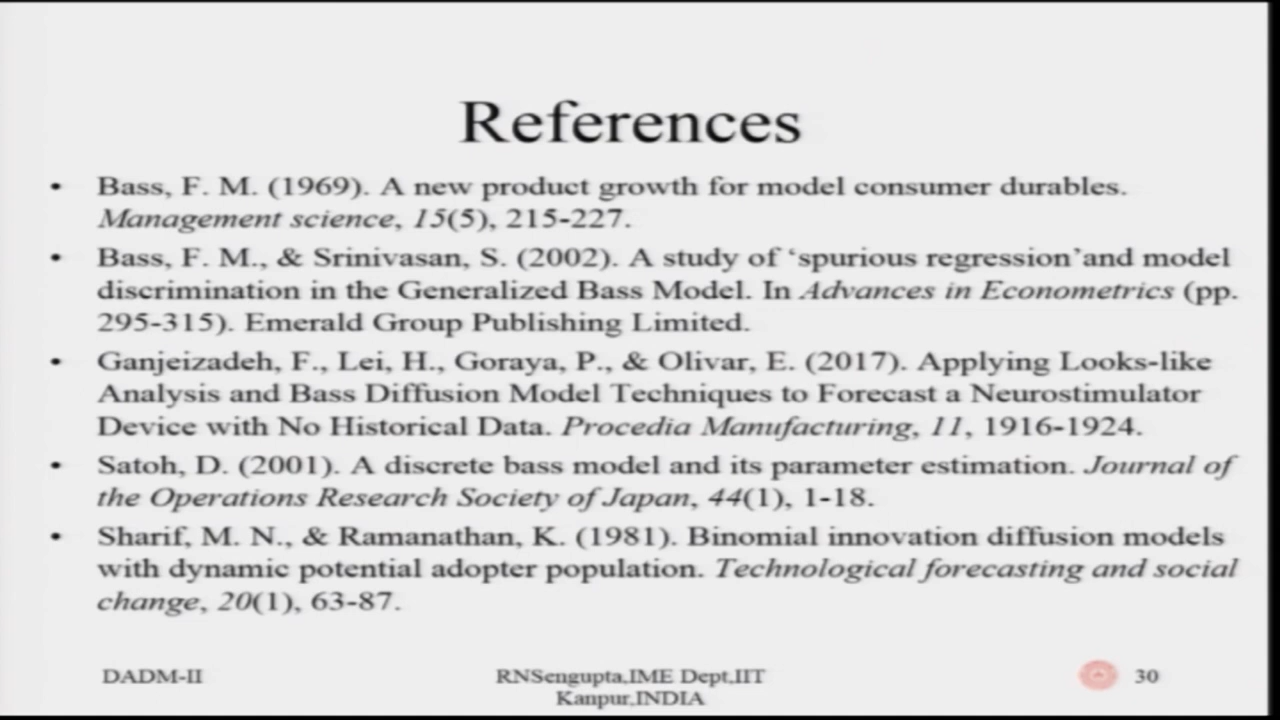 References
• Bass, F. M. (1969). A new product growth for model consumer durables.
Management science, 15(5), 215-227.
• Bass, F. M., & Srinivasan, S. (2002). A study of ‘spurious regression’and model
discrimination in the Generalized Bass Model. In Advances in Econometrics (pp.
295-315). Emerald Group Publishing Limited.
• Ganjeizadeh, F., Lei, H., Goraya, P., & Olivar, E. (2017). Applying Looks-like
Analysis and Bass Diffusion Model Techniques to Forecast a Neurostimulator
Device with No Historical Data. Procedia Manufacturing, 11, 1916-1924.
• Satoh, D. (2001). A discrete bass model and its parameter estimation. Journal of
the Operations Research Society of Japan, 44(1), 1-18.
• Sharif, M. N., & Ramanathan, K. (1981). Binomial innovation diffusion models
with dynamic potential adopter population. Technological forecasting and social
change, 20(1), 63-87.
DADM-II
RNSengupta,IME Dept,IIT
Kanpur,INDIA
30